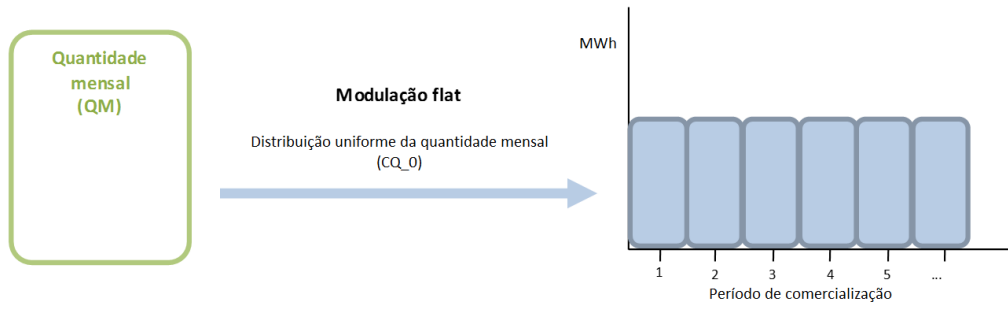 Quantidade
mensal
(QM)
Modulação flat
Distribuição uniforme da quantidade mensal
(CQ_0)
MWh
1 2 3 4 5 ...
Período de comercialização